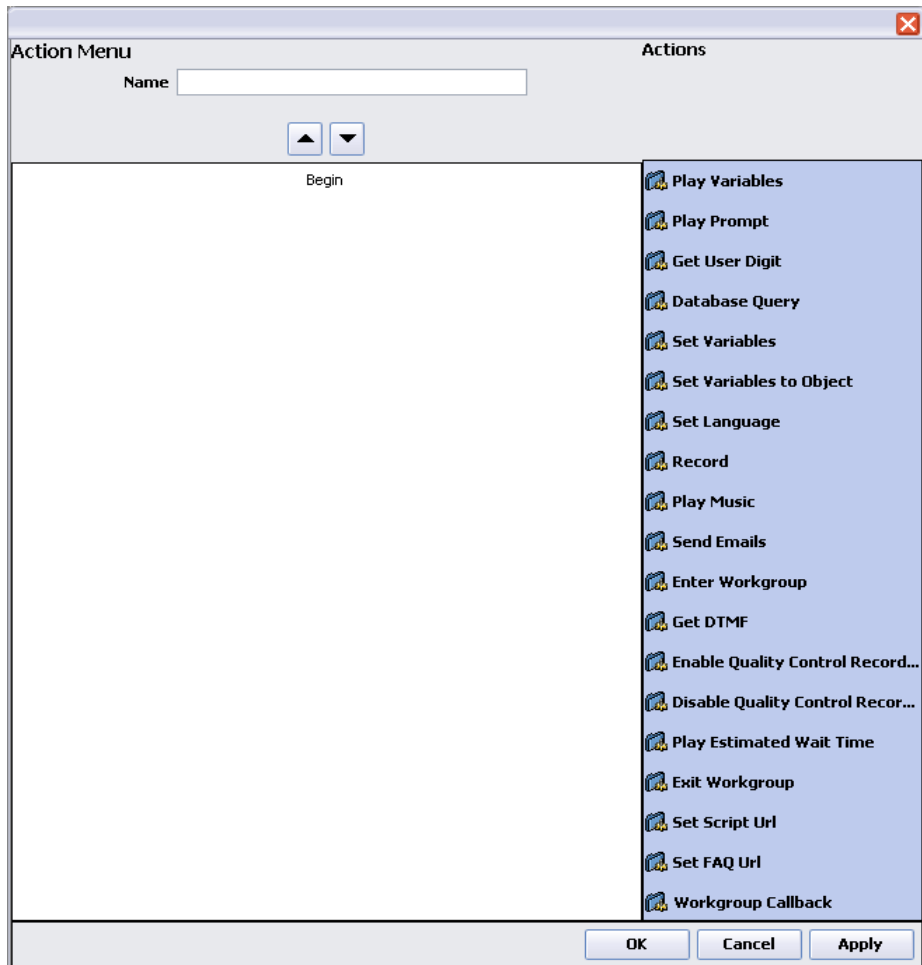 Action Menu
Actions
Name
Begin
Play Variables
Play Prompt
Get User Digit
Database Query
Set Variables
Set Variables to Object
Set Language
Record
Play Music
Send Emails
Enter Workgroup
Get DTMF
Enable Quality Control Record...
Disable Quality Control Recor...
Play Estimated Wait Time
Exit Workgroup
Set Script Url
Set FAQ Url
Workgroup Callback
OK Cancel Apply